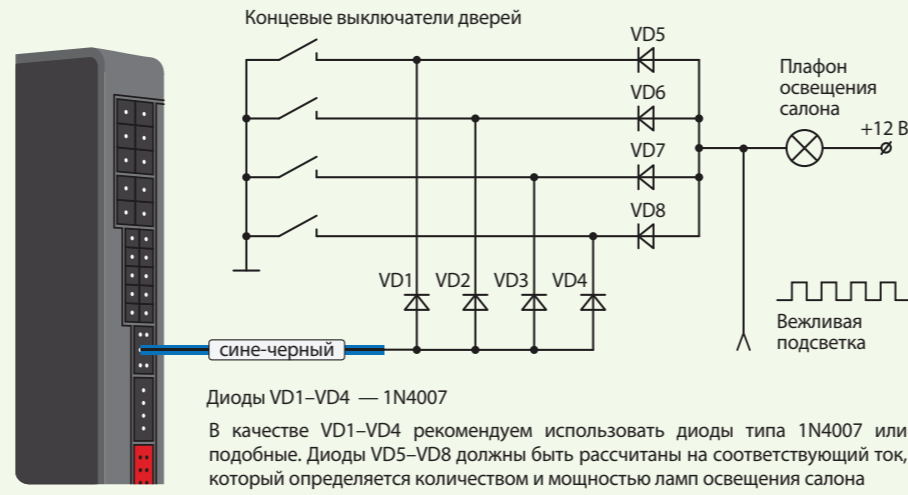 Концевые выключатели дверей
VD5
VD6
VD7
VD8
Плафон
освещения
салона
+12 В
VD1 VD2 VD3 VD4
Вежливая
подсветка
сине-черный
Диоды VD1–VD4 — 1N4007
В качестве VD1–VD4 рекомендуем использовать диоды типа 1N4007 или
подобные. Диоды VD5–VD8 должны быть рассчитаны на соответствующий ток,
который определяется количеством и мощностью ламп освещения салона